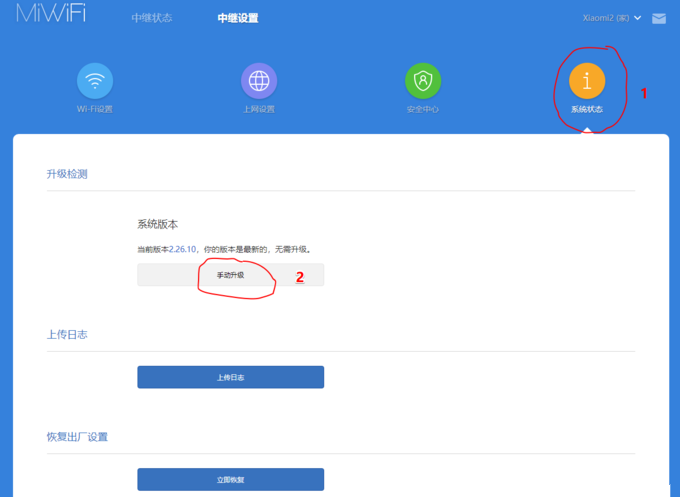 MiWiFi 中继状态 中继设置 Xiaomi2 (家)
Wi-Fi设置 上网设置 安全中心 系统状态 1
升级检测
系统版本
当前版本2.26.10，你的版本是最新的，无需升级。
手动升级 2
上传日志
上传日志
恢复出厂设置
立即恢复